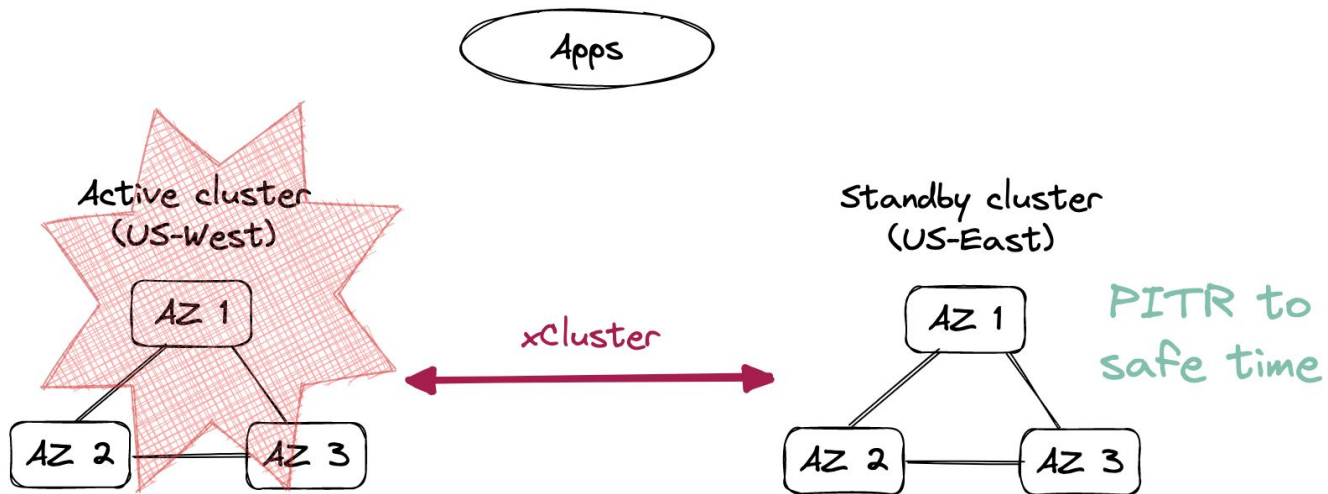 Apps
Active cluster
(US-West)
AZ 1
AZ 2
AZ 3
xCluster
Standby cluster
(US-East)
AZ 1
AZ 2
AZ 3
PITR to
safe time